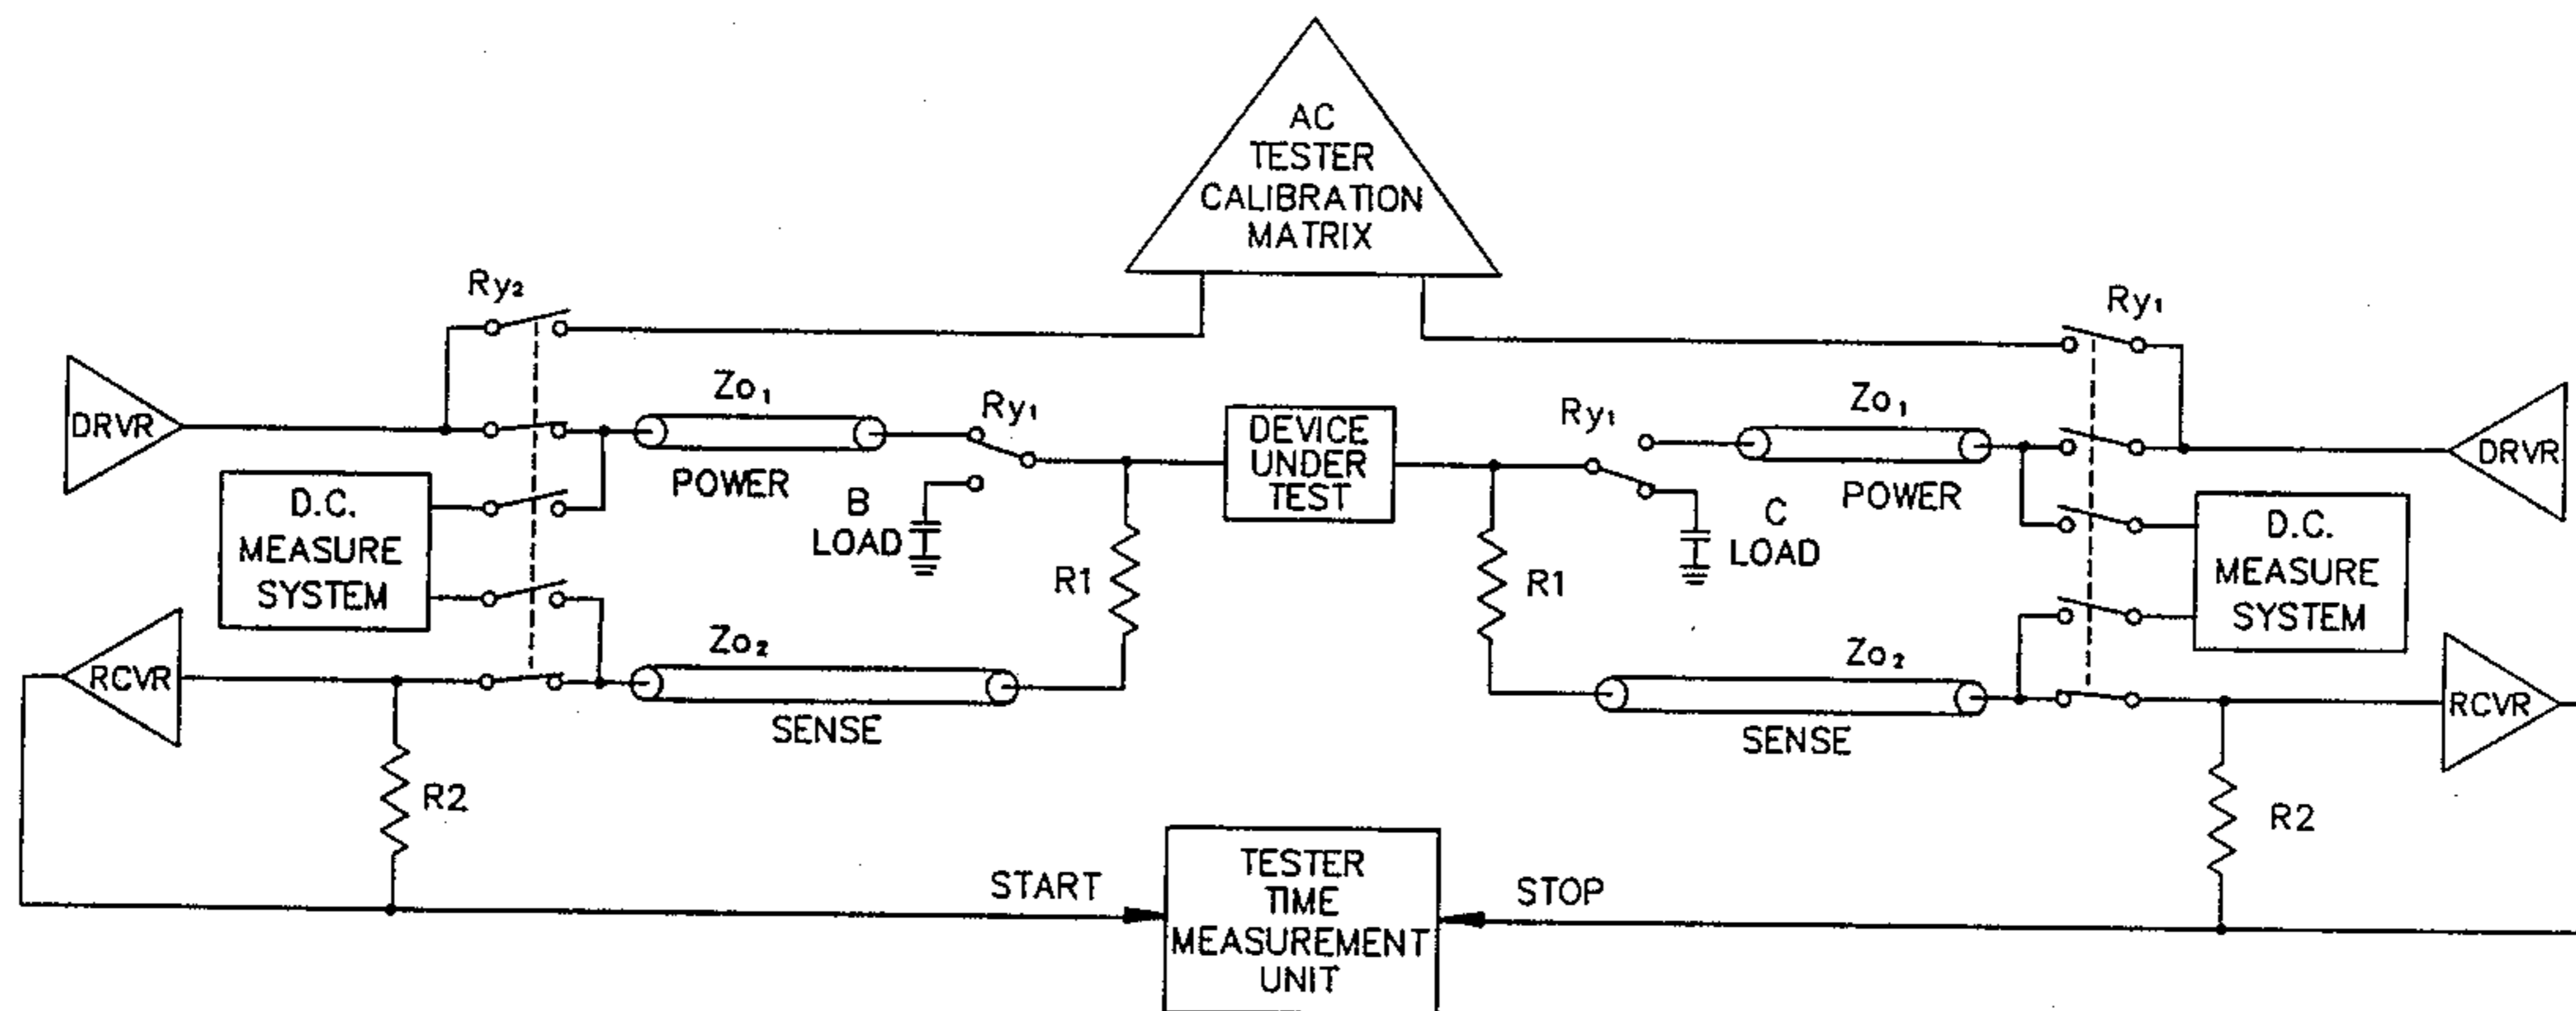 AC
TESTER
CALIBRATION
MATRIX
Ry₂
Ry₁
DRVR
Zo₁
Ry₁
DEVICE
UNDER
TEST
Ry₁
Zo₁
DRVR
POWER
POWER
D.C.
MEASURE
SYSTEM
B
LOAD
C
LOAD
D.C.
MEASURE
SYSTEM
R1
R1
RCVR
Zo₂
Zo₂
RCVR
SENSE
SENSE
R2
R2
START
TESTER
TIME
MEASUREMENT
UNIT
STOP